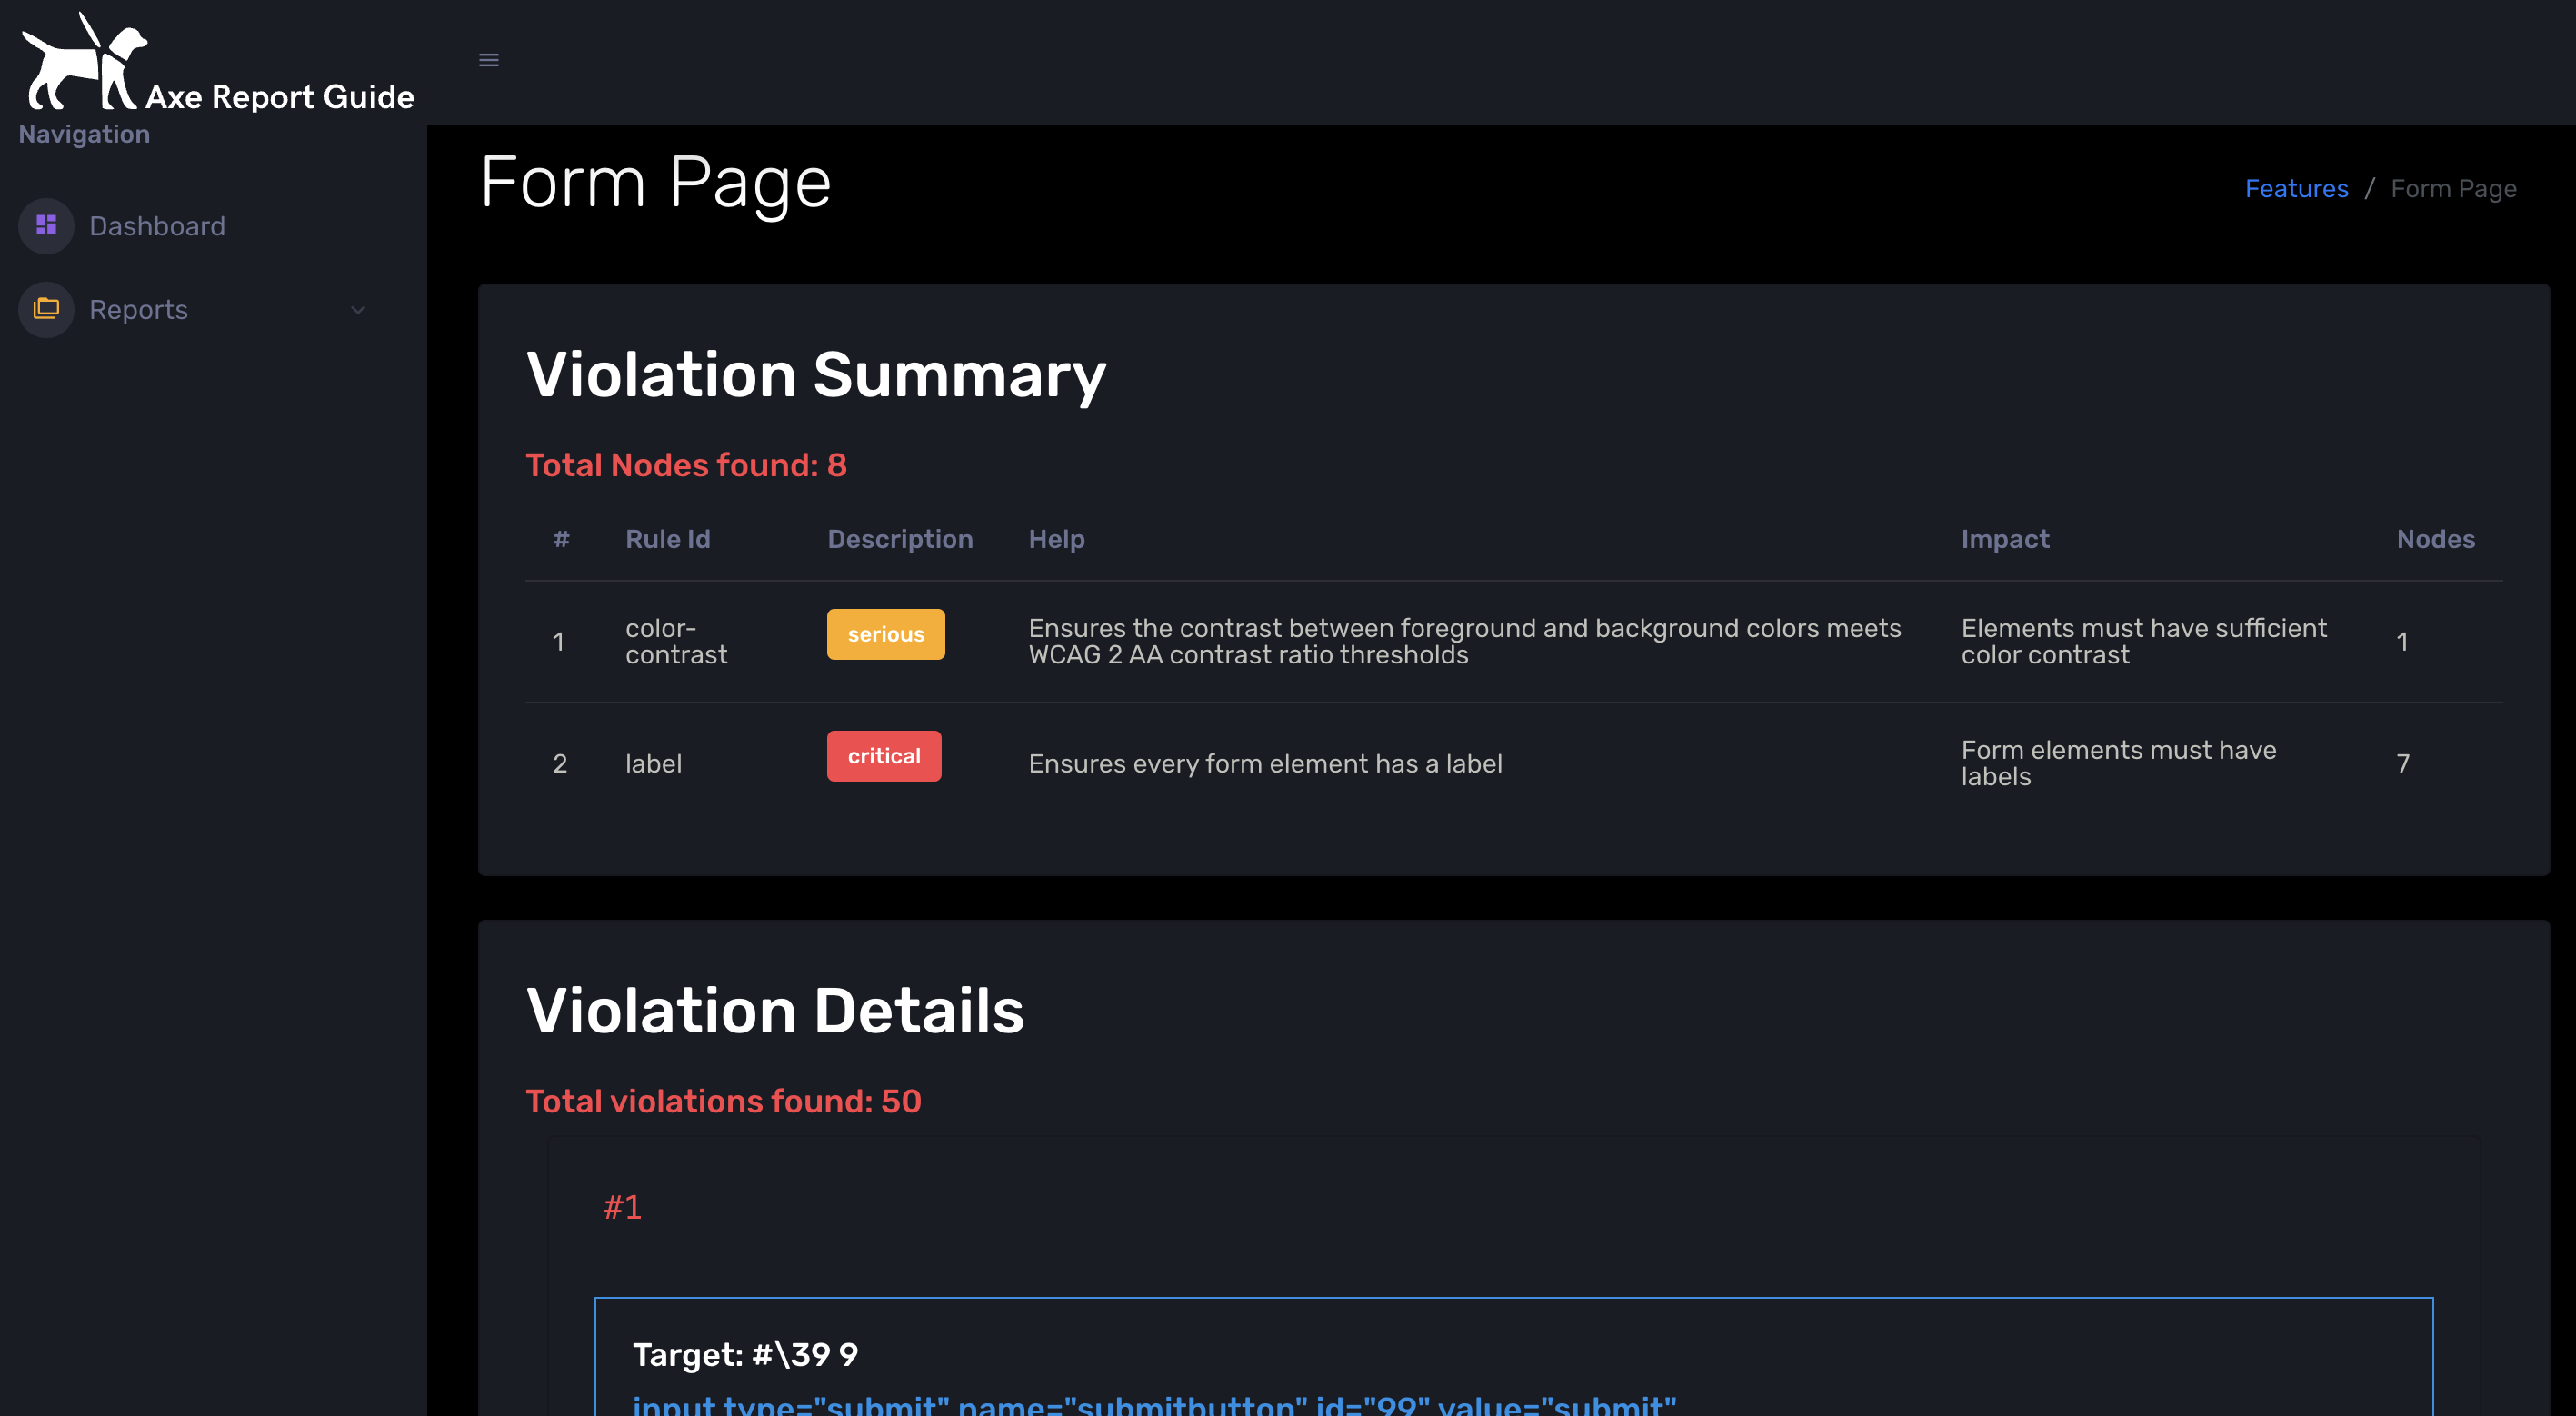 Axe Report Guide
Navigation
Dashboard
Reports
Form Page
Features / Form Page
Violation Summary
Total Nodes found: 8
# Rule Id Description Help Impact Nodes
1 color-contrast serious Ensures the contrast between foreground and background colors meets WCAG 2 AA contrast ratio thresholds Elements must have sufficient color contrast 1
2 label critical Ensures every form element has a label Form elements must have labels 7
Violation Details
Total violations found: 50
#1
Target: #\39 9
input type="submit" name="submitbutton" id="99" value="submit"